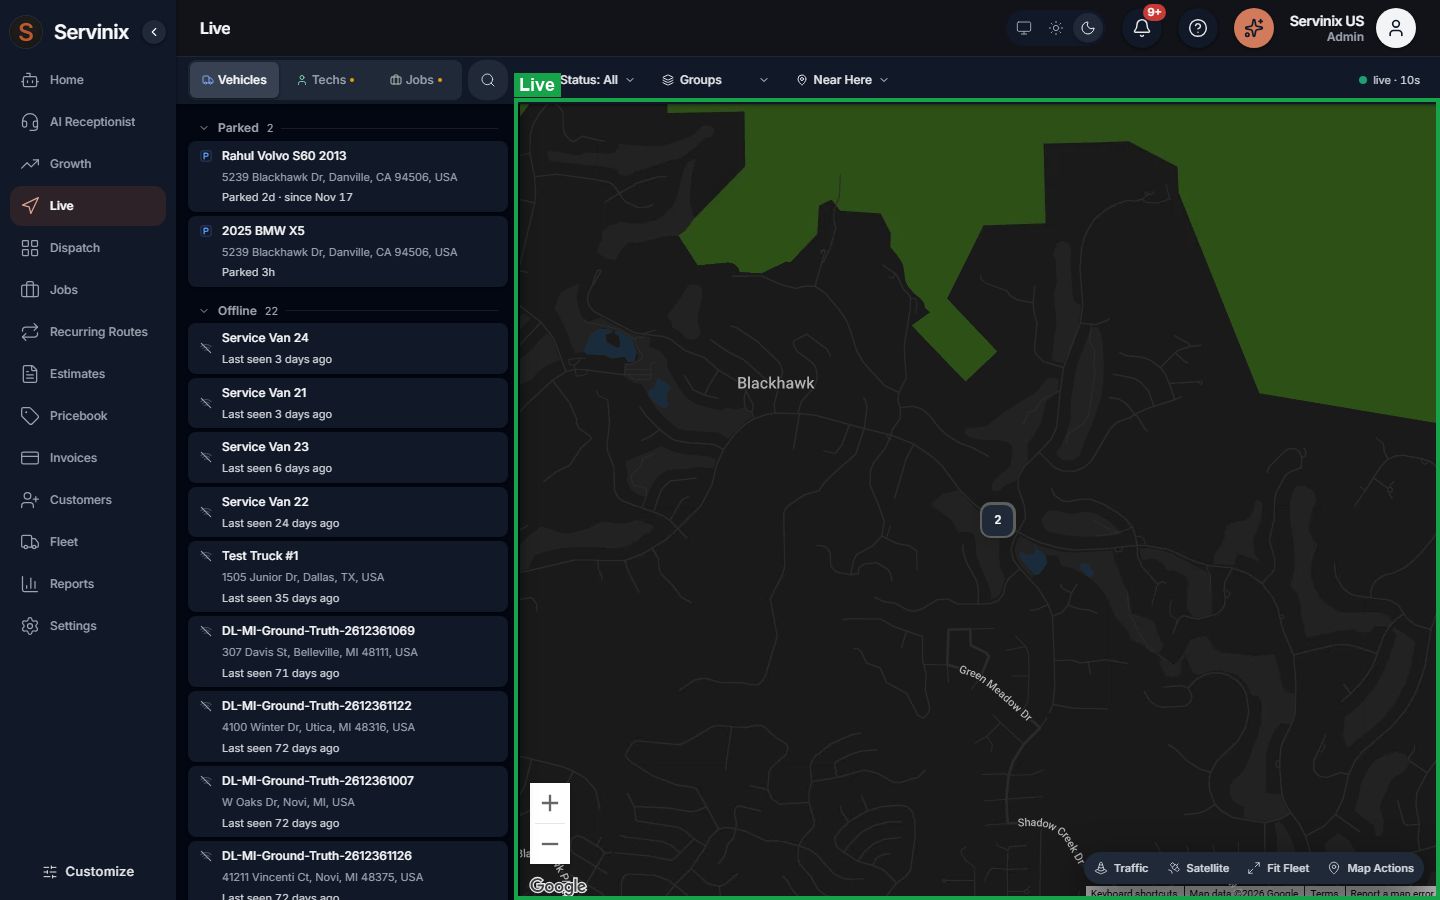 Servinix
Live
9+
Servinix US
Admin
Home
AI Receptionist
Growth
Live
Dispatch
Jobs
Recurring Routes
Estimates
Pricebook
Invoices
Customers
Fleet
Reports
Settings
Customize
Vehicles
Techs
Jobs
Live
Status: All
Groups
Near Here
live · 10s
Parked 2
P
Rahul Volvo S60 2013
5239 Blackhawk Dr, Danville, CA 94506, USA
Parked 2d · since Nov 17
P
2025 BMW X5
5239 Blackhawk Dr, Danville, CA 94506, USA
Parked 3h
Offline 22
Service Van 24
Last seen 3 days ago
Service Van 21
Last seen 3 days ago
Service Van 23
Last seen 6 days ago
Service Van 22
Last seen 24 days ago
Test Truck #1
1505 Junior Dr, Dallas, TX, USA
Last seen 35 days ago
DL-MI-Ground-Truth-2612361069
307 Davis St, Belleville, MI 48111, USA
Last seen 71 days ago
DL-MI-Ground-Truth-2612361122
4100 Winter Dr, Utica, MI 48316, USA
Last seen 72 days ago
DL-MI-Ground-Truth-2612361007
W Oaks Dr, Novi, MI, USA
Last seen 72 days ago
DL-MI-Ground-Truth-2612361126
41211 Vincenti Ct, Novi, MI 48375, USA
Last seen 72 days ago
Blackhawk
2
Green Meadow Dr
Shadow Creek Dr
Google
Traffic
Satellite
Fit Fleet
Map Actions
Keyboard shortcuts
Map data ©2026 Google
Terms
Report a map error